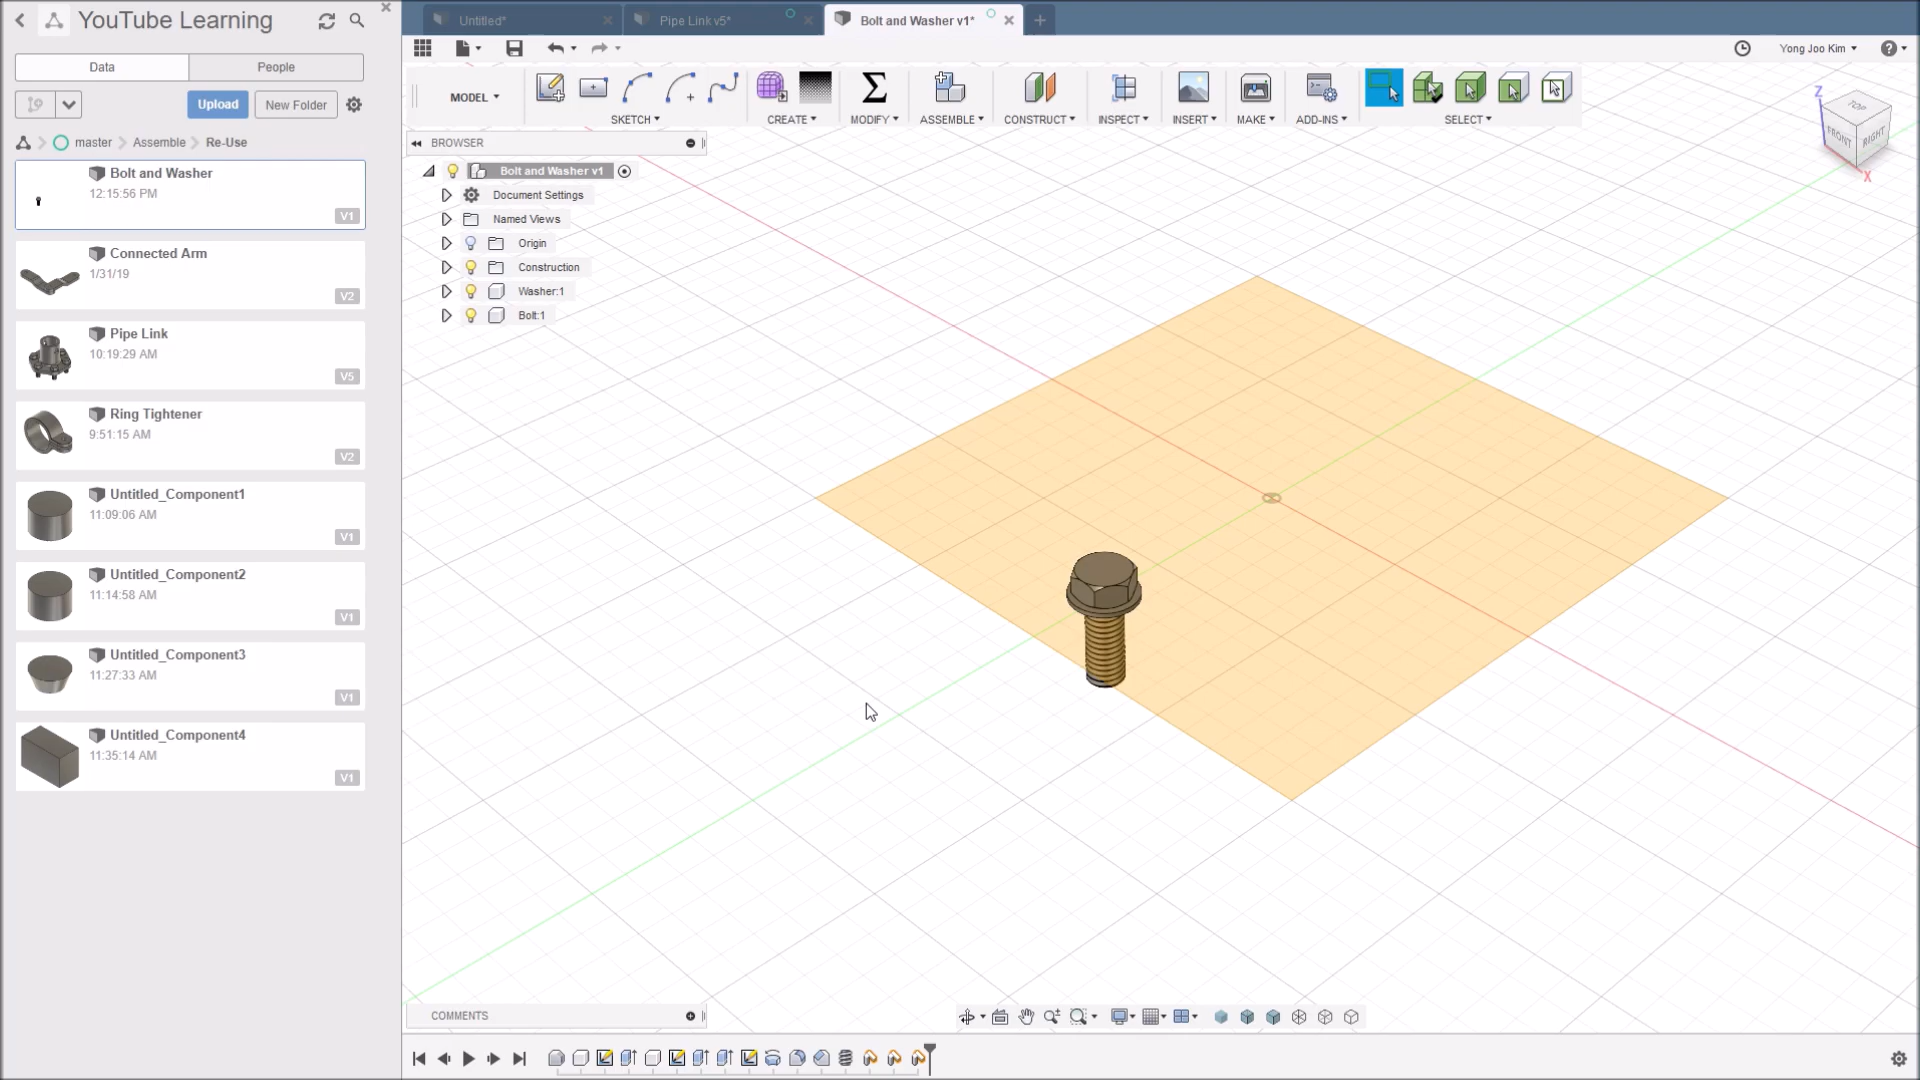 YouTube Learning
Data
People
Upload
New Folder
master
Assemble
Re-Use
Bolt and Washer
12:15:56 PM
V1
Connected Arm
1/31/19
V2
Pipe Link
10:19:29 AM
V5
Ring Tightener
9:51:15 AM
V2
Untitled_Component1
11:09:06 AM
V1
Untitled_Component2
11:14:58 AM
V1
Untitled_Component3
11:27:33 AM
V1
Untitled_Component4
11:35:14 AM
V1
Untitled*
Pipe Link v5*
Bolt and Washer v1*
Yong Joo Kim
MODEL
SKETCH
CREATE
MODIFY
ASSEMBLE
CONSTRUCT
INSPECT
INSERT
MAKE
ADD-INS
SELECT
BROWSER
Bolt and Washer v1
Document Settings
Named Views
Origin
Construction
Washer:1
Bolt:1
Z
TOP
FRONT
RIGHT
X
COMMENTS